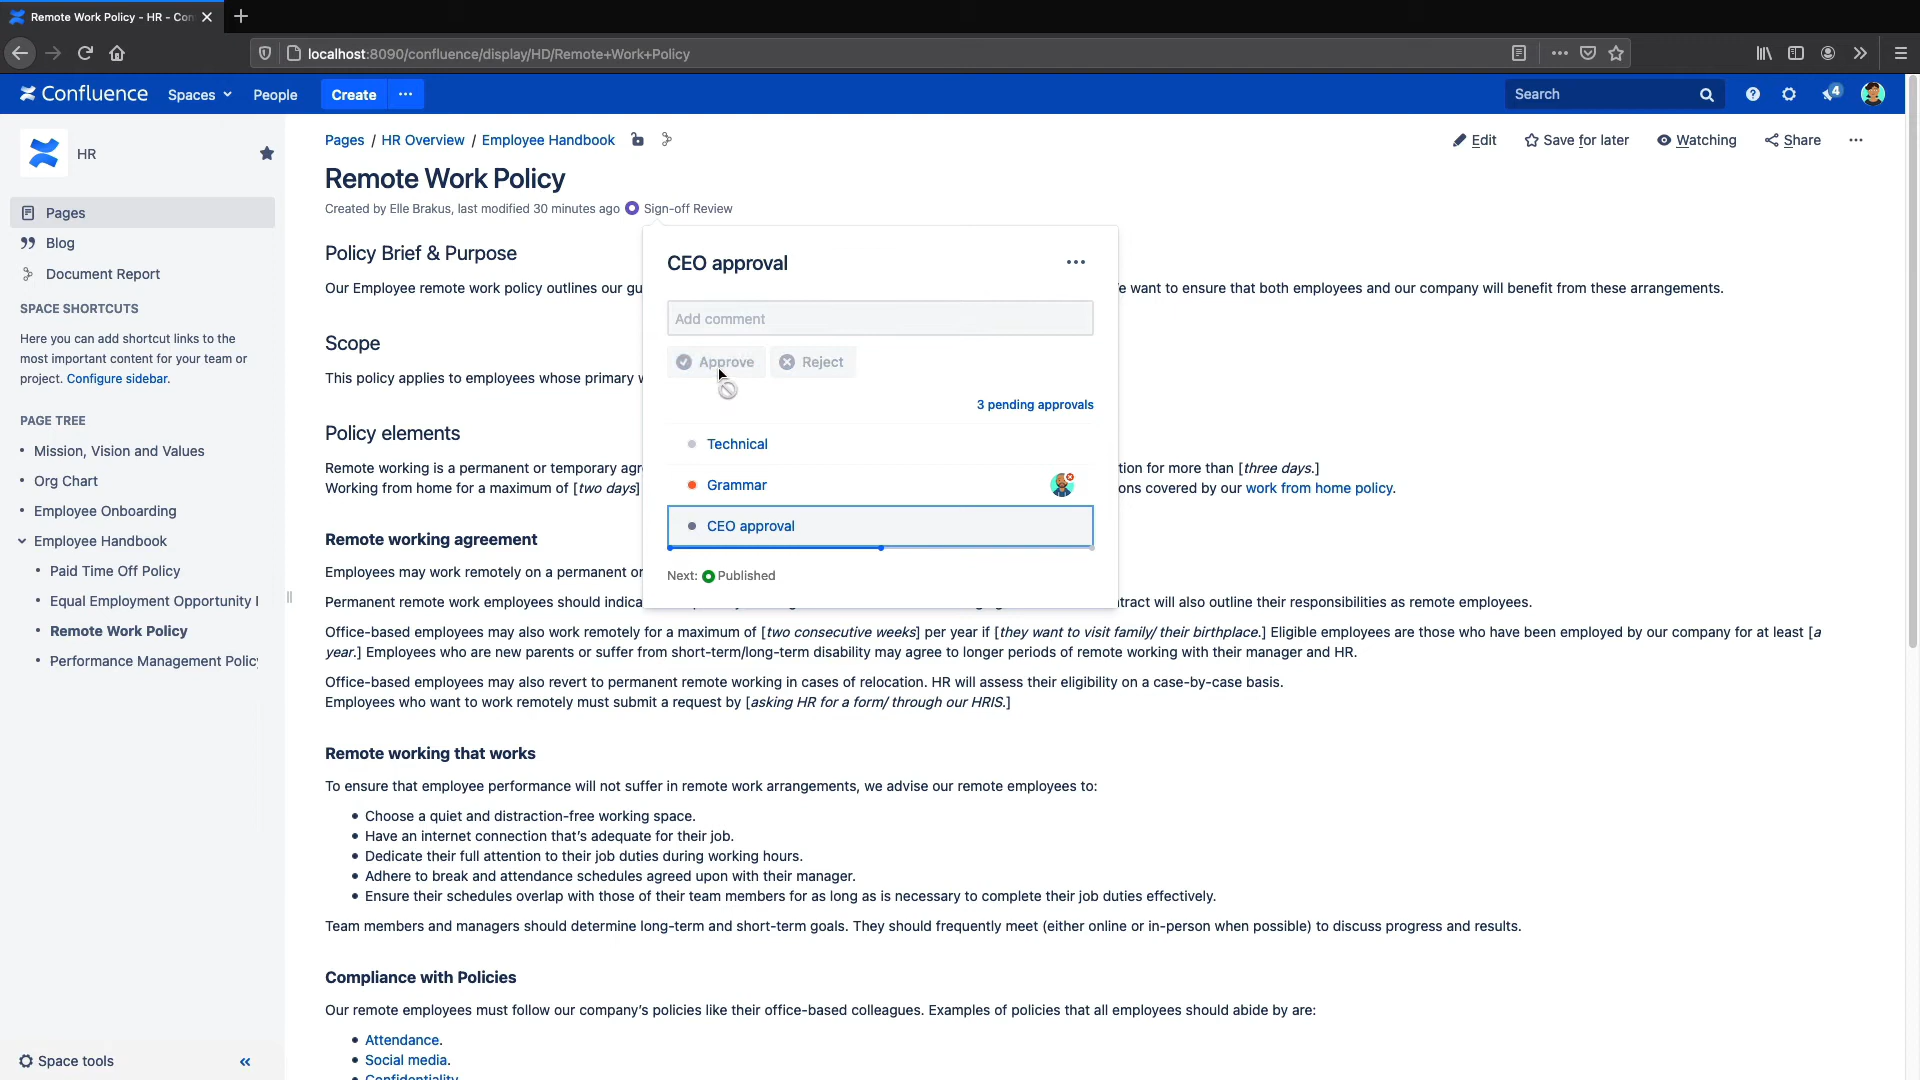 Remote Work Policy - HR - Con
localhost:8090/confluence/display/HD/Remote+Work+Policy
Confluence
Spaces
People
Create
Search
4
HR
Pages
Blog
Document Report
SPACE SHORTCUTS
Here you can add shortcut links to the
most important content for your team or
project. Configure sidebar.
PAGE TREE
Mission, Vision and Values
Org Chart
Employee Onboarding
Employee Handbook
Paid Time Off Policy
Equal Employment Opportunity
Remote Work Policy
Performance Management Polic
Space tools
Pages / HR Overview / Employee Handbook
Edit
Save for later
Watching
Share
Remote Work Policy
Created by Elle Brakus, last modified 30 minutes ago
Sign-off Review
Policy Brief & Purpose
Our Employee remote work policy outlines our gu
want to ensure that both employees and our company will benefit from these arrangements.
Scope
This policy applies to employees whose primary
Policy elements
Remote working is a permanent or temporary agr
tion for more than [three days.]
Working from home for a maximum of [two days]
ons covered by our work from home policy.
CEO approval
Add comment
Approve
Reject
3 pending approvals
Technical
Grammar
CEO approval
Next: Published
Remote working agreement
Employees may work remotely on a permanent or
Permanent remote work employees should indica
tract will also outline their responsibilities as remote employees.
Office-based employees may also work remotely for a maximum of [two consecutive weeks] per year if [they want to visit family/ their birthplace.] Eligible employees are those who have been employed by our company for at least [a
year.] Employees who are new parents or suffer from short-term/long-term disability may agree to longer periods of remote working with their manager and HR.
Office-based employees may also revert to permanent remote working in cases of relocation. HR will assess their eligibility on a case-by-case basis.
Employees who want to work remotely must submit a request by [asking HR for a form/ through our HRIS.]
Remote working that works
To ensure that employee performance will not suffer in remote work arrangements, we advise our remote employees to:
Choose a quiet and distraction-free working space.
Have an internet connection that's adequate for their job.
Dedicate their full attention to their job duties during working hours.
Adhere to break and attendance schedules agreed upon with their manager.
Ensure their schedules overlap with those of their team members for as long as is necessary to complete their job duties effectively.
Team members and managers should determine long-term and short-term goals. They should frequently meet (either online or in-person when possible) to discuss progress and results.
Compliance with Policies
Our remote employees must follow our company's policies like their office-based colleagues. Examples of policies that all employees should abide by are:
Attendance.
Social media.
Confidentiality